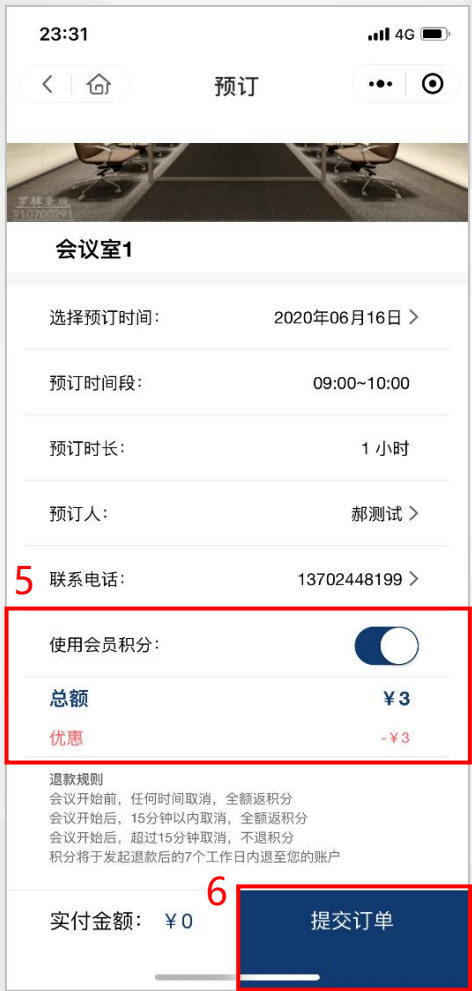 23:31 4G
预订
罗辑表现
910700291
会议室1
选择预订时间： 2020年06月16日
预订时间段： 09:00~10:00
预订时长： 1 小时
预订人： 郝测试
5 联系电话： 13702448199
使用会员积分：
总额 ¥3
优惠 -¥3
退款规则
会议开始前，任何时间取消，全额返积分
会议开始后，15分钟以内取消，全额返积分
会议开始后，超过15分钟取消，不退积分
积分将于发起退款后的7个工作日内退至您的账户
6
实付金额： ¥0 提交订单